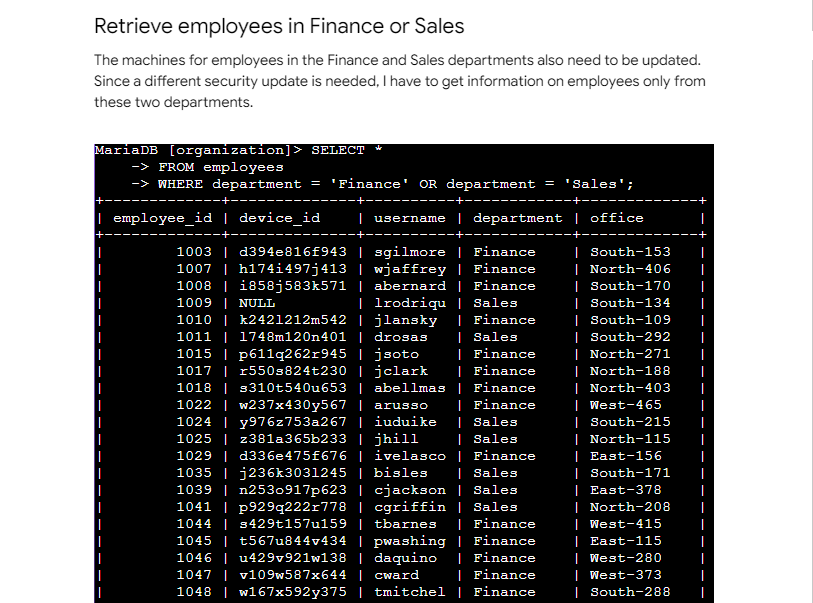 Retrieve employees in Finance or Sales
The machines for employees in the Finance and Sales departments also need to be updated.
Since a different security update is needed, I have to get information on employees only from
these two departments.
MariaDB [organization]> SELECT *
-> FROM employees
-> WHERE department = 'Finance' OR department = 'Sales';
+-------------+--------------+----------+------------+-------------+
| employee_id | device_id | username | department | office |
+-------------+--------------+----------+------------+-------------+
| 1003 | d394e816f943 | sgilmore | Finance | South-153 |
| 1007 | h174i497j413 | wjaffrey | Finance | North-406 |
| 1008 | i858j583k571 | abernard | Finance | South-170 |
| 1009 | NULL | lrodriqu | Sales | South-134 |
| 1010 | k242l212m542 | jlansky | Finance | South-109 |
| 1011 | l748m120n401 | drosas | Sales | South-292 |
| 1015 | p611q262r945 | jsoto | Finance | North-271 |
| 1017 | r550s824t230 | jclark | Finance | North-188 |
| 1018 | s310t540u653 | abellmas | Finance | North-403 |
| 1022 | w237x430y567 | arusso | Finance | West-465 |
| 1024 | y976z753a267 | iuduike | Sales | South-215 |
| 1025 | z381a365b233 | jhill | Sales | North-115 |
| 1029 | d336e475f676 | ivelasco | Finance | East-156 |
| 1035 | j236k303l245 | bisles | Sales | South-171 |
| 1039 | n253o917p623 | cjackson | Sales | East-378 |
| 1041 | p929q222r778 | cgriffin | Sales | North-208 |
| 1044 | s429t157u159 | tbarnes | Finance | West-415 |
| 1045 | t567u844v434 | pwashing | Finance | East-115 |
| 1046 | u429v921w138 | daquino | Finance | West-280 |
| 1047 | v109w587x644 | cward | Finance | West-373 |
| 1048 | w167x592y375 | tmitchel | Finance | South-288 |